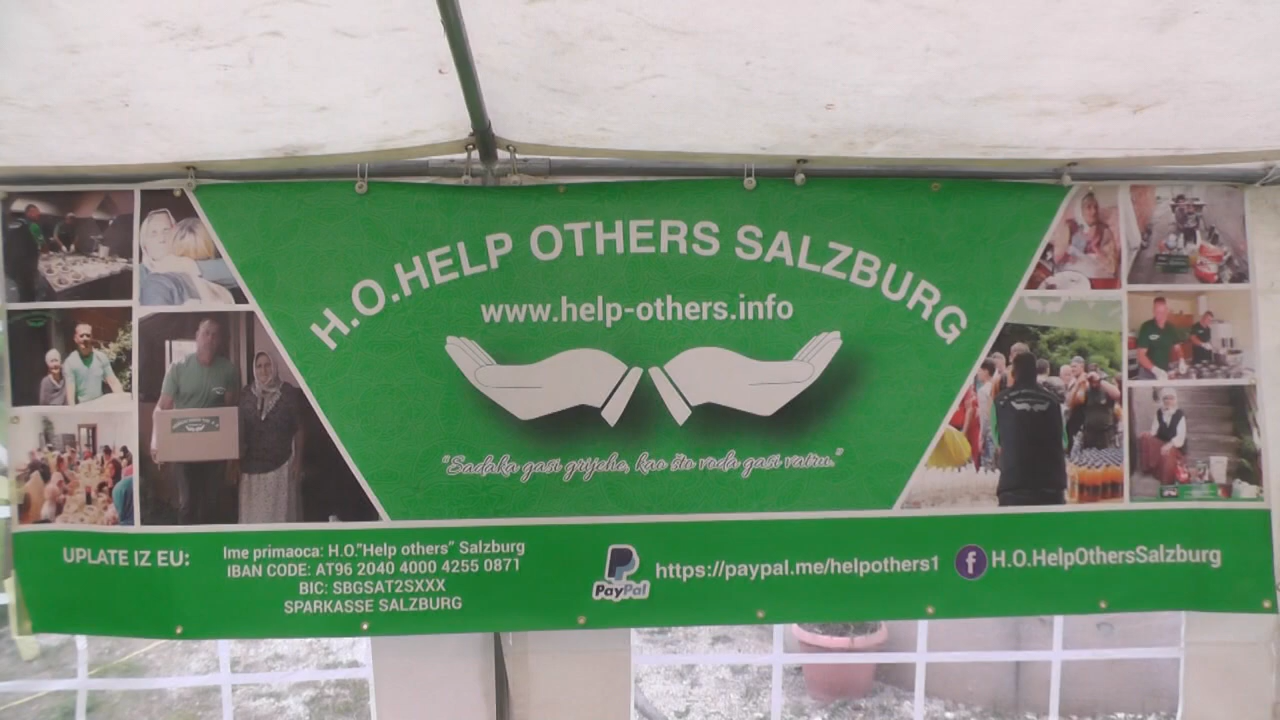 H.O.HELP OTHERS SALZBURG
www.help-others.info
"Sadaka gasi grijehe, kao što voda gasi vatru."
UPLATE IZ EU:
Ime primaoca: H.O."Help others" Salzburg
IBAN CODE: AT96 2040 4000 4255 0871
BIC: SBGSAT2SXXX
SPARKASSE SALZBURG
PayPal
https://paypal.me/helpothers1
f H.O.HelpOthersSalzburg